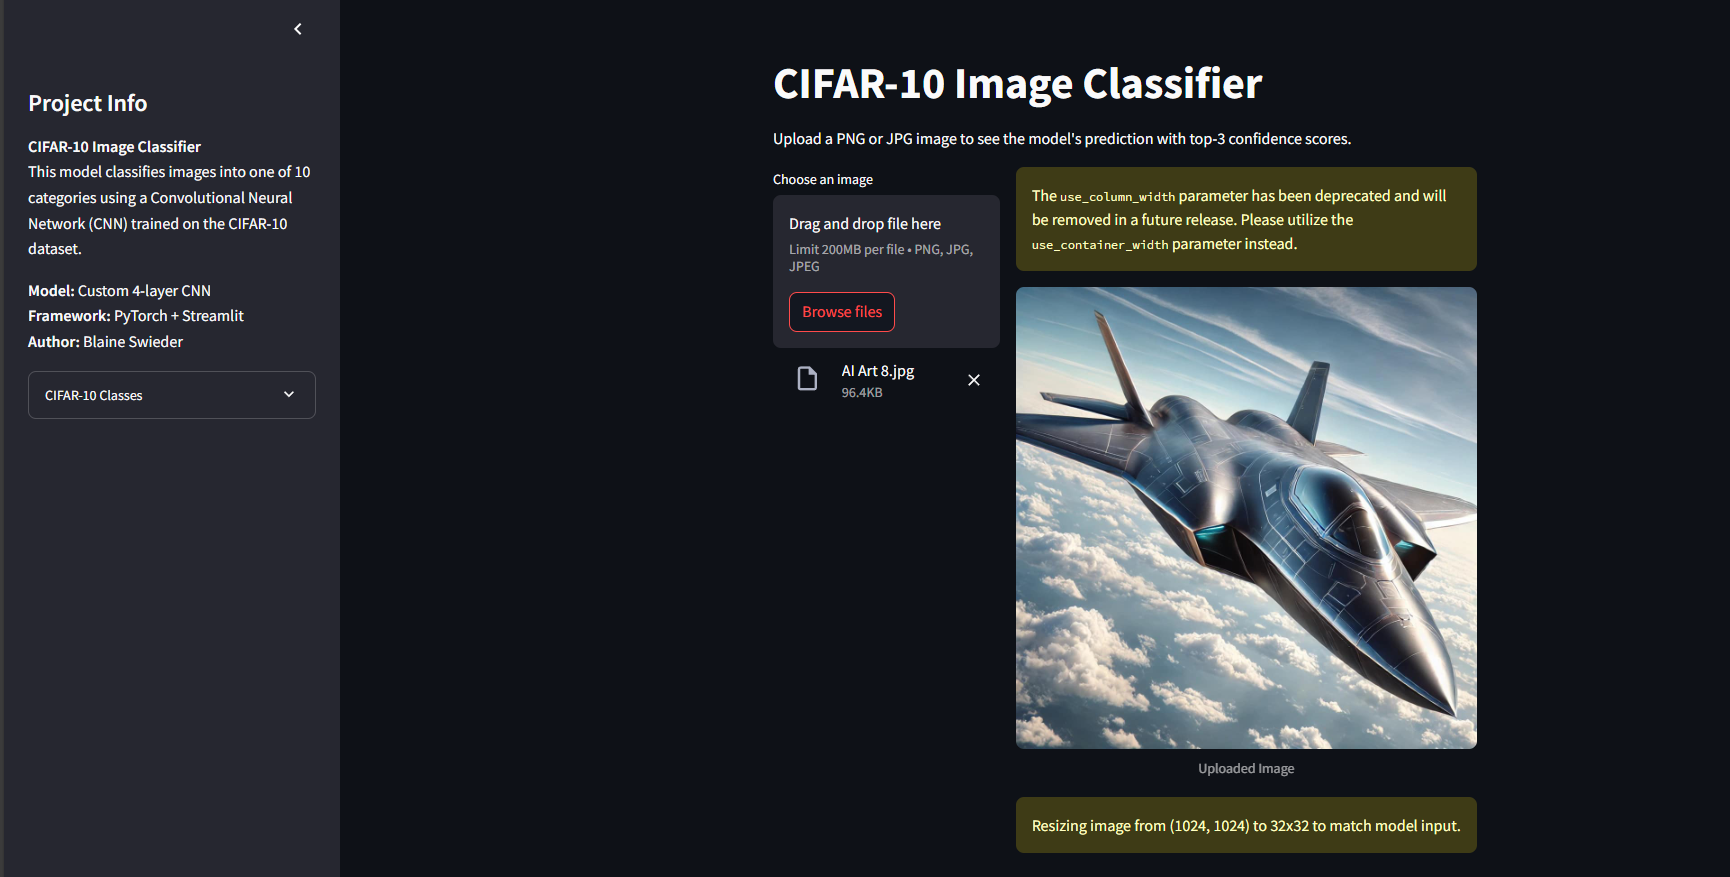 Project Info
CIFAR-10 Image Classifier
This model classifies images into one of 10
categories using a Convolutional Neural
Network (CNN) trained on the CIFAR-10
dataset.
Model: Custom 4-layer CNN
Framework: PyTorch + Streamlit
Author: Blaine Swieder
CIFAR-10 Classes
CIFAR-10 Image Classifier
Upload a PNG or JPG image to see the model's prediction with top-3 confidence scores.
Choose an image
Drag and drop file here
Limit 200MB per file • PNG, JPG,
JPEG
Browse files
AI Art 8.jpg
96.4KB
The use_column_width parameter has been deprecated and will
be removed in a future release. Please utilize the
use_container_width parameter instead.
Uploaded Image
Resizing image from (1024, 1024) to 32x32 to match model input.